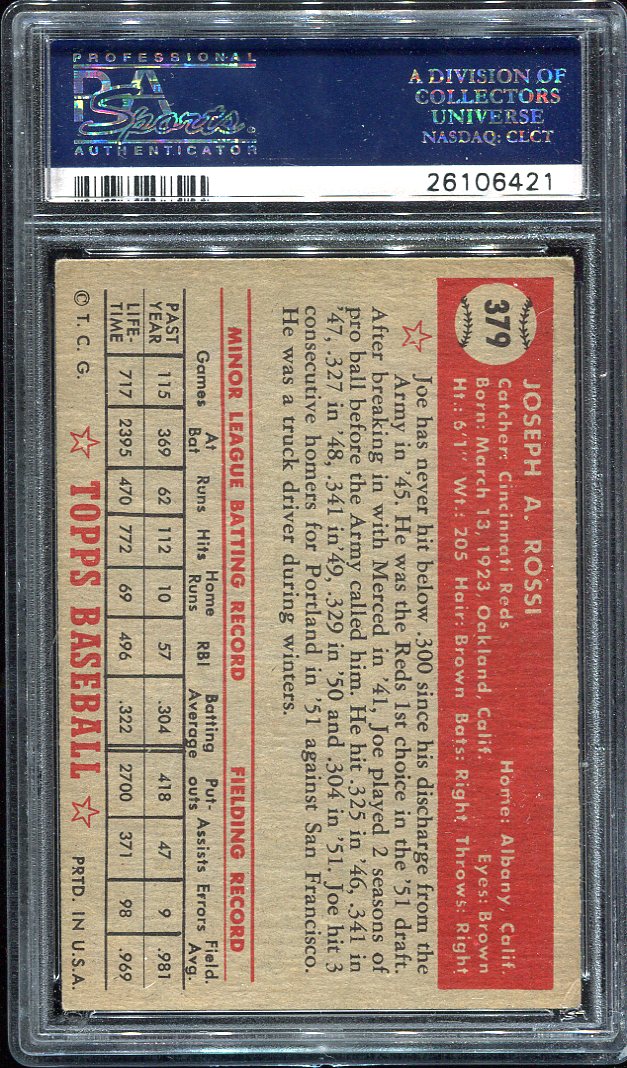 PROFESSIONAL
PSA
Sports.
AUTHENTICATOR
A DIVISION OF
COLLECTORS
UNIVERSE
NASDAQ: CLCT
26106421
379
JOSEPH A. ROSSI
Catcher: Cincinnati Reds, Home: Albany, Calif.
Born: March 13, 1923, Oakland, Calif. Eyes: Brown
Ht.: 6/1" Wt.: 205 Hair: Brown Bats: Right Throws: Right
Joe has never hit below .300 since his discharge from the
Army in '45. He was the Reds 1st choice in the '51 draft.
After breaking in with Merced in '41, Joe played 2 seasons of
pro ball before the Army called him. He hit .325 in '46, .341 in
'47, .327 in '48, .341 in '49, .329 in '50 and .304 in '51. Joe hit 3
consecutive homers for Portland in '51 against San Francisco.
He was a truck driver during winters.
MINOR LEAGUE BATTING RECORD FIELDING RECORD
Games At Bat Runs Hits Home Runs RBI Batting Average Put-outs Assists Errors Field. Avg.
PAST YEAR 115 369 62 112 10 57 .304 418 47 9 .981
LIFE-TIME 717 2395 470 772 69 496 .322 2700 371 98 .969
© T. C. G. TOPPS BASEBALL PRTD. IN U.S.A.